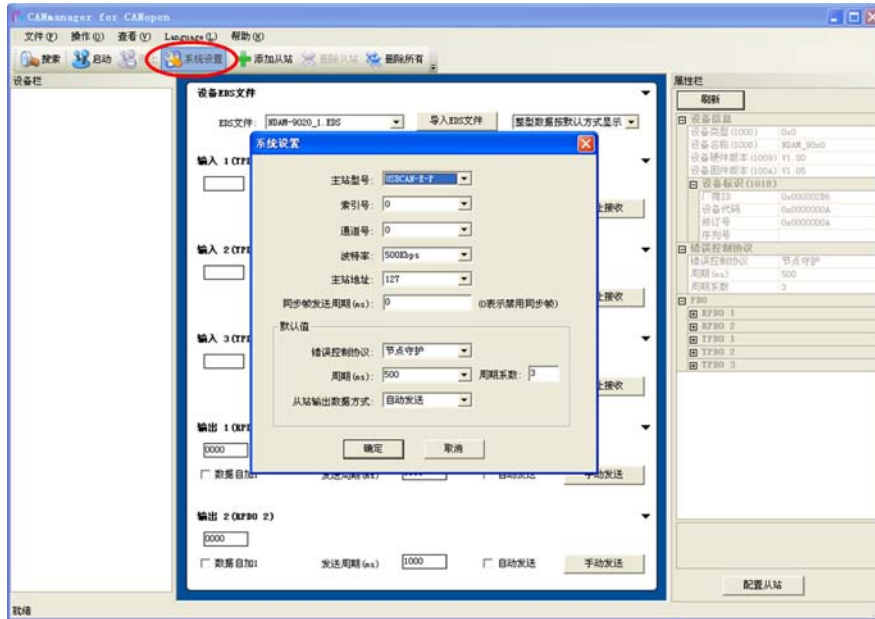 CANmanager for CANopen
文件(F) 操作(O) 查看(V) Language(L) 帮助(H)
搜索 启动 系统设置 添加从站 删除从站 删除所有
设备栏
设备EDS文件
EDS文件: NDAM-9020_1.EDS 导入EDS文件 整型数据按默认方式显示
输入 1(TPD
输入 2(TPD
输入 3(TPD
止接收
止接收
止接收
系统设置
主站型号: USBCAN-E-P
索引号: 0
通道号: 0
波特率: 500Kbps
主站地址: 127
同步帧发送周期(ms): 0 (0表示禁用同步帧)
默认值
错误控制协议: 节点守护
周期(ms): 500 周期系数: 3
从站输出数据方式: 自动发送
确定 取消
输出 1(RPD
0000
数据自加1 发送周期(ms) 自动发送 手动发送
输出 2(RPDO 2)
0000
数据自加1 发送周期(ms) 1000 自动发送 手动发送
属性栏
刷新
设备信息
设备类型(1000) 0x0
设备名称(1008) NDAM_90x0
设备硬件版本(1009) V1.00
设备固件版本(100A) V1.05
设备标识(1018)
厂商ID 0x000002B6
设备代码 0x0000000A
修订号 0x0000000A
序列号
错误控制协议
错误控制协议 节点守护
周期(ms) 500
周期系数 3
PDO
RPDO 1
RPDO 2
TPDO 1
TPDO 2
TPDO 3
配置从站
就绪